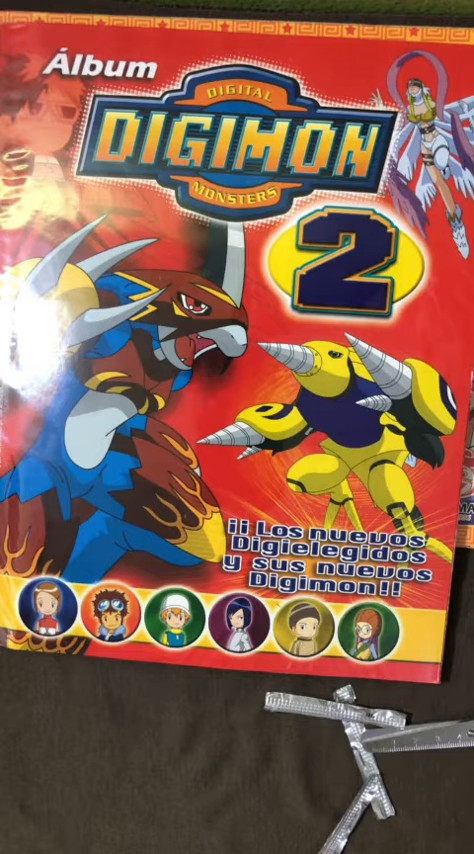 Álbum
DIGITAL
DIGIMON
MONSTERS
2
¡¡Los nuevos
Digielegidos
y sus nuevos
Digimon!!